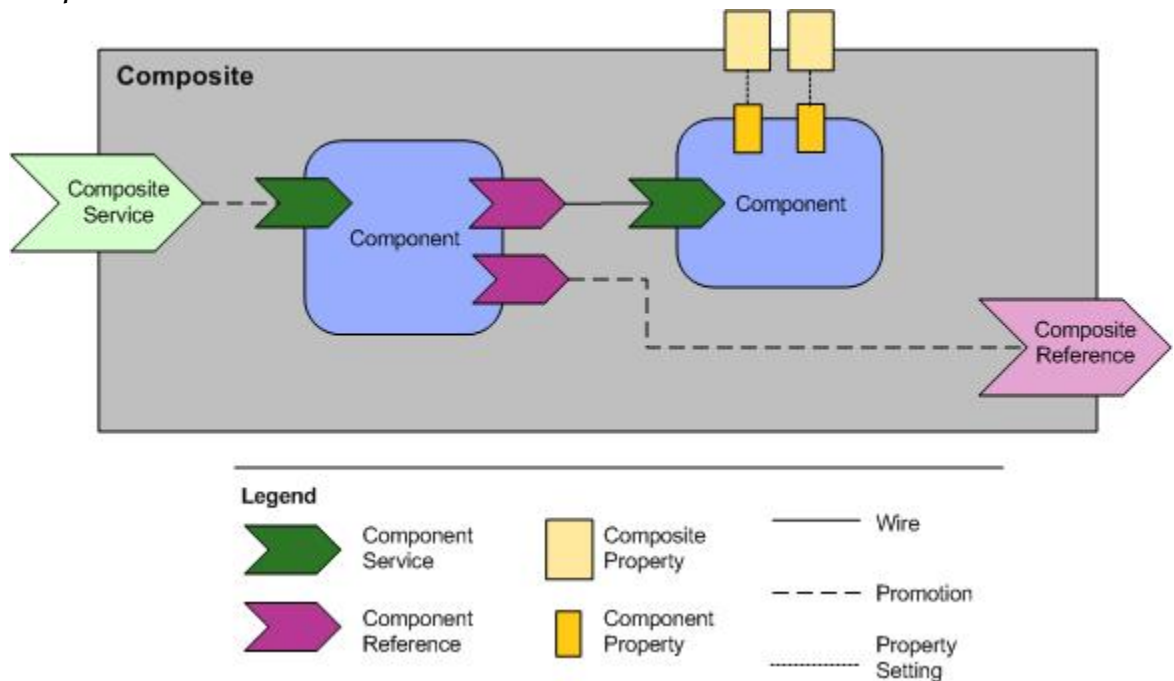 Composite
Composite
Service
Component
Component
Composite
Reference
Legend
Component
Service
Composite
Property
Wire
Component
Reference
Component
Property
Promotion
Property
Setting